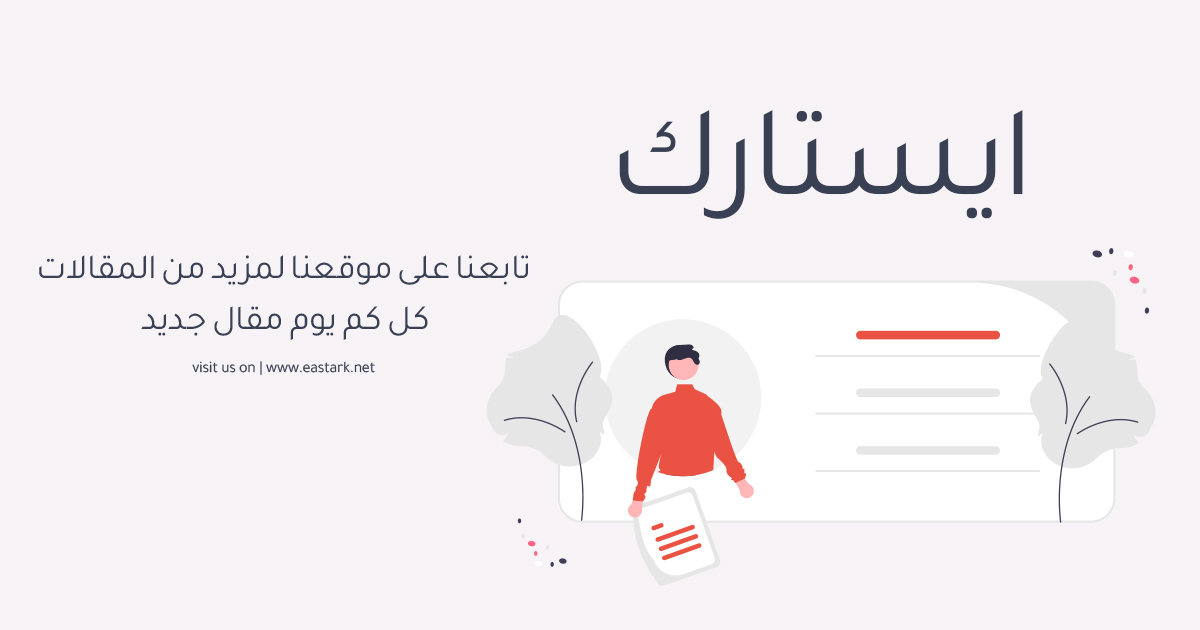 ايستارك
تابعنا على موقعنا لمزيد من المقالات
كل كم يوم مقال جديد
visit us on | www.eastark.net